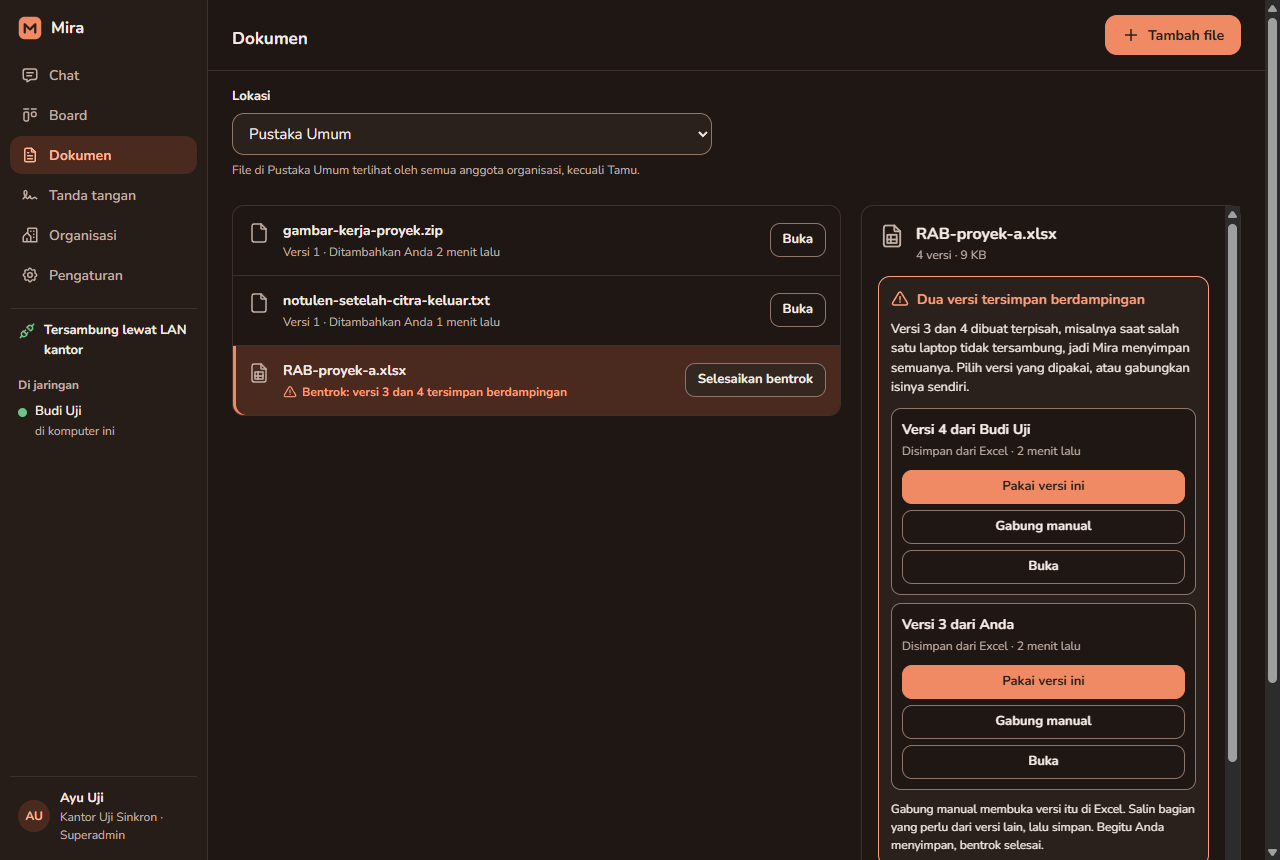 Mira
Chat
Board
Dokumen
Tanda tangan
Organisasi
Pengaturan
Tersambung lewat LAN
kantor
Di jaringan
Budi Uji
di komputer ini
AU
Ayu Uji
Kantor Uji Sinkron ·
Superadmin
Dokumen
Tambah file
Lokasi
Pustaka Umum
File di Pustaka Umum terlihat oleh semua anggota organisasi, kecuali Tamu.
gambar-kerja-proyek.zip
Versi 1 · Ditambahkan Anda 2 menit lalu
Buka
notulen-setelah-citra-keluar.txt
Versi 1 · Ditambahkan Anda 1 menit lalu
Buka
RAB-proyek-a.xlsx
Bentrok: versi 3 dan 4 tersimpan berdampingan
Selesaikan bentrok
RAB-proyek-a.xlsx
4 versi · 9 KB
Dua versi tersimpan berdampingan
Versi 3 dan 4 dibuat terpisah, misalnya saat salah
satu laptop tidak tersambung, jadi Mira menyimpan
semuanya. Pilih versi yang dipakai, atau gabungkan
isinya sendiri.
Versi 4 dari Budi Uji
Disimpan dari Excel · 2 menit lalu
Pakai versi ini
Gabung manual
Buka
Versi 3 dari Anda
Disimpan dari Excel · 2 menit lalu
Pakai versi ini
Gabung manual
Buka
Gabung manual membuka versi itu di Excel. Salin bagian
yang perlu dari versi lain, lalu simpan. Begitu Anda
menyimpan, bentrok selesai.